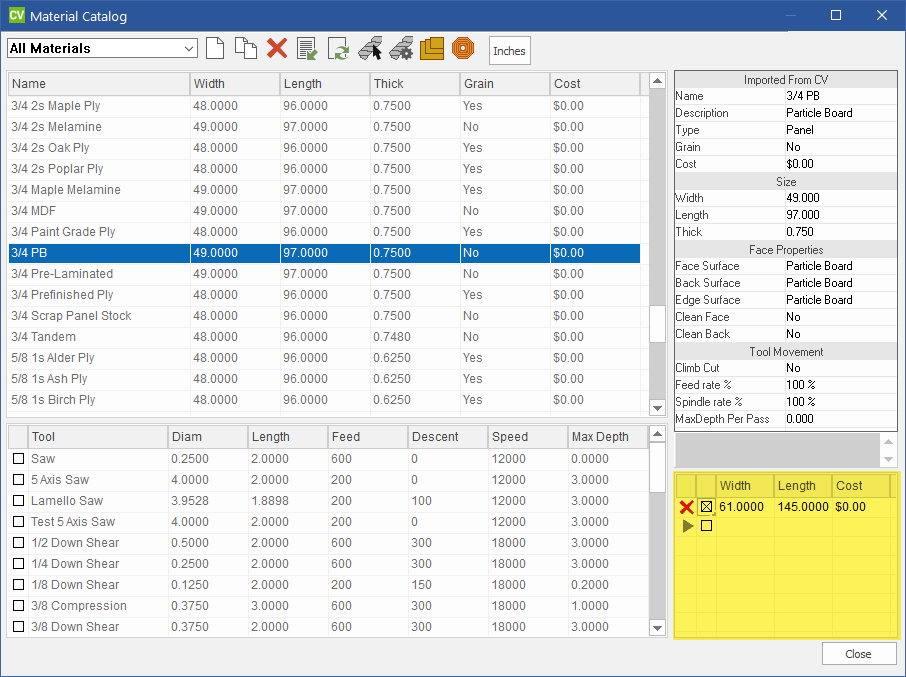 CV Material Catalog
All Materials Inches
Name Width Length Thick Grain Cost
3/4 2s Maple Ply 48.0000 96.0000 0.7500 Yes $0.00
3/4 2s Melamine 49.0000 97.0000 0.7500 No $0.00
3/4 2s Oak Ply 48.0000 96.0000 0.7500 Yes $0.00
3/4 2s Poplar Ply 48.0000 96.0000 0.7500 Yes $0.00
3/4 Maple Melamine 49.0000 97.0000 0.7500 Yes $0.00
3/4 MDF 49.0000 97.0000 0.7500 No $0.00
3/4 Paint Grade Ply 48.0000 96.0000 0.7500 Yes $0.00
3/4 PB 49.0000 97.0000 0.7500 No $0.00
3/4 Pre-Laminated 49.0000 97.0000 0.7500 No $0.00
3/4 Prefinished Ply 48.0000 96.0000 0.7500 Yes $0.00
3/4 Scrap Panel Stock 48.0000 96.0000 0.7500 No $0.00
3/4 Tandem 48.0000 96.0000 0.7480 No $0.00
5/8 1s Alder Ply 48.0000 96.0000 0.6250 Yes $0.00
5/8 1s Ash Ply 48.0000 96.0000 0.6250 Yes $0.00
5/8 1s Birch Ply 48.0000 96.0000 0.6250 Yes $0.00
Tool Diam Length Feed Descent Speed Max Depth
Saw 0.2500 2.0000 600 0 12000 0.0000
5 Axis Saw 4.0000 2.0000 200 0 12000 3.0000
Lamello Saw 3.9528 1.8898 200 100 12000 3.0000
Test 5 Axis Saw 4.0000 2.0000 200 0 12000 3.0000
1/2 Down Shear 0.5000 2.0000 600 300 18000 3.0000
1/4 Down Shear 0.2500 2.0000 600 300 18000 3.0000
1/8 Down Shear 0.1250 2.0000 200 150 18000 0.2000
3/8 Compression 0.3750 3.0000 600 300 18000 1.0000
3/8 Down Shear 0.3750 2.0000 600 300 18000 3.0000
Imported From CV
Name 3/4 PB
Description Particle Board
Type Panel
Grain No
Cost $0.00
Size
Width 49.000
Length 97.000
Thick 0.750
Face Properties
Face Surface Particle Board
Back Surface Particle Board
Edge Surface Particle Board
Clean Face No
Clean Back No
Tool Movement
Climb Cut No
Feed rate % 100 %
Spindle rate % 100 %
MaxDepth Per Pass 0.000
Width Length Cost
61.0000 145.0000 $0.00
Close